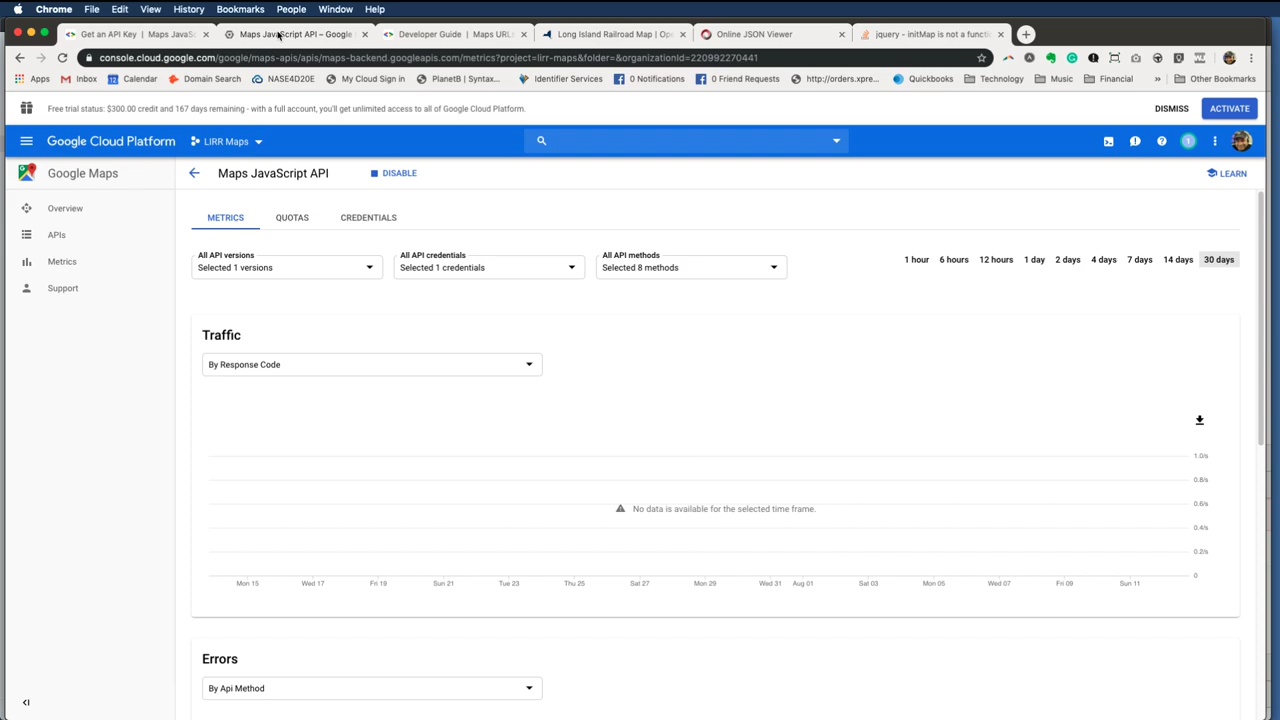 Chrome File Edit View History Bookmarks People Window Help
Get an API Key | Maps JavaSc
Maps JavaScript API – Google
Developer Guide | Maps URLs
Long Island Railroad Map | Ope
Online JSON Viewer
jquery - initMap is not a functi
console.cloud.google.com/google/maps-apis/apis/maps-backend.googleapis.com/metrics?project=lirr-maps&folder=&organizationId=220992270441
Apps Inbox Calendar Domain Search NASE4D20E My Cloud Sign in PlanetB | Syntax... Identifier Services 0 Notifications 0 Friend Requests http://orders.xpre... Quickbooks Technology Music Financial » Other Bookmarks
Free trial status: $300.00 credit and 167 days remaining - with a full account, you'll get unlimited access to all of Google Cloud Platform.
DISMISS
ACTIVATE
Google Cloud Platform
LIRR Maps
1
Google Maps
Maps JavaScript API
DISABLE
LEARN
Overview
APIs
Metrics
Support
METRICS QUOTAS CREDENTIALS
All API versions
Selected 1 versions
All API credentials
Selected 1 credentials
All API methods
Selected 8 methods
1 hour 6 hours 12 hours 1 day 2 days 4 days 7 days 14 days 30 days
Traffic
By Response Code
1.0/s
0.8/s
0.6/s
No data is available for the selected time frame.
0.4/s
0.2/s
0
Mon 15 Wed 17 Fri 19 Sun 21 Tue 23 Thu 25 Sat 27 Mon 29 Wed 31 Aug 01 Sat 03 Mon 05 Wed 07 Fri 09 Sun 11
Errors
By Api Method